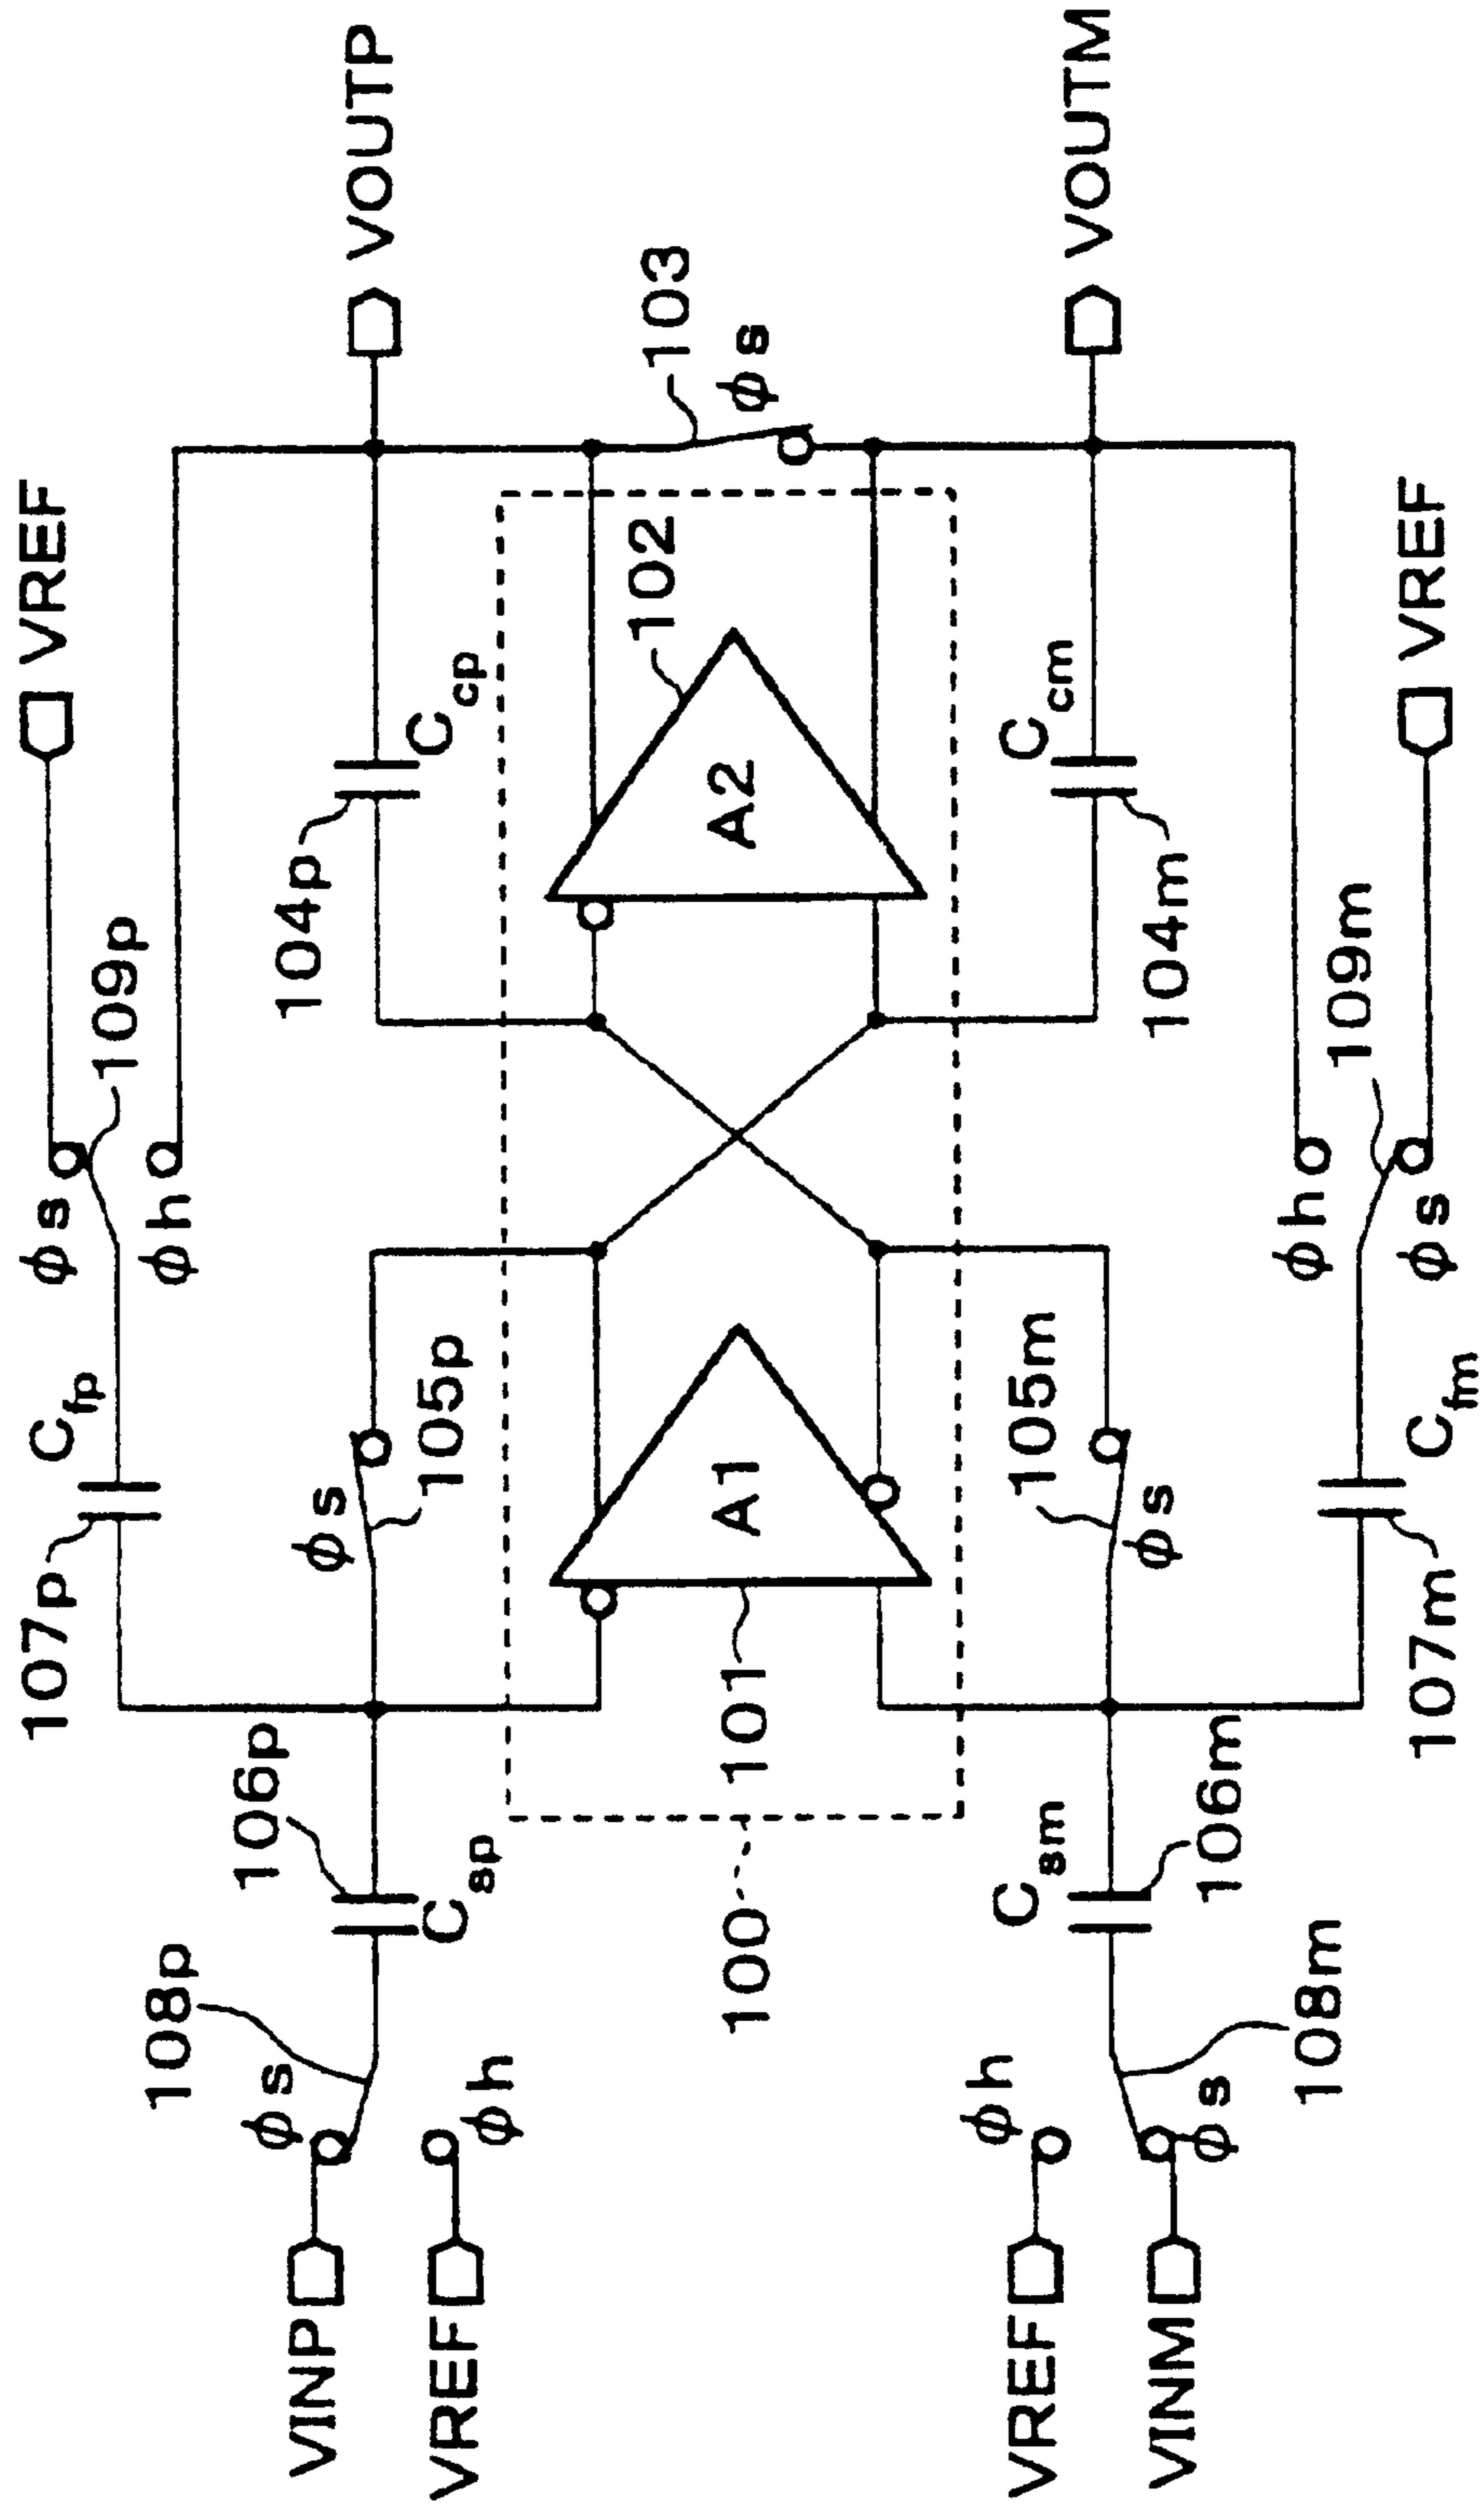 VREF
φs
109p
φh
107p
Cfp
VOUTP
104p
Ccp
106p
108p
φs
φs
105p
VINP
Csp
φh
VREF
103
φs
102
A2
A1
101
100
Ccm
VOUTM
VREF
φh
Csm
105m
φs
104m
VINM
φs
106m
108m
φh
109m
φs
VREF
107m
Cfm